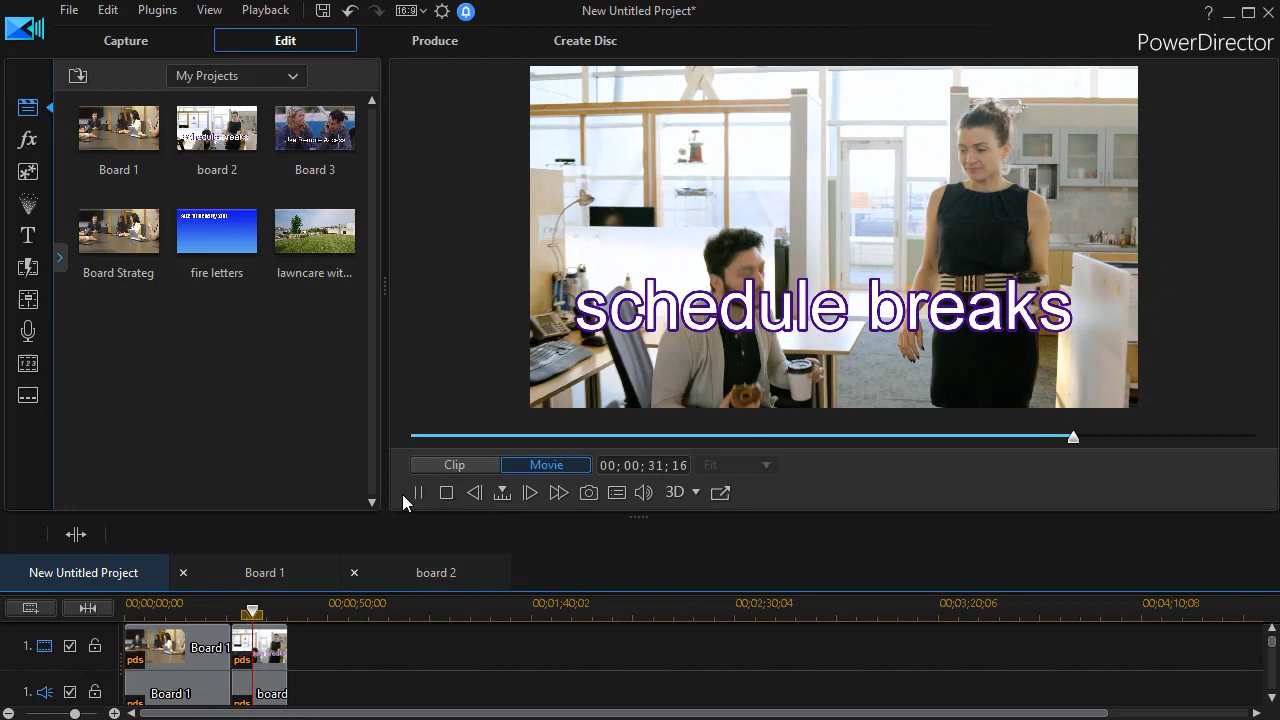 File Edit Plugins View Playback 16:9 New Untitled Project* ?
Capture Edit Produce Create Disc PowerDirector
My Projects
fx
T
Board 1 board 2 Board 3
Board Strateg fire letters lawncare wit...
schedule breaks
Clip Movie 00; 00; 31; 16 Fit
3D
New Untitled Project Board 1 board 2
00;00;00;00 00;00;50;00 00;01;40;02 00;02;30;04 00;03;20;06 00;04;10;08
1. pds Board 1 pds
1. pds Board 1 pds board